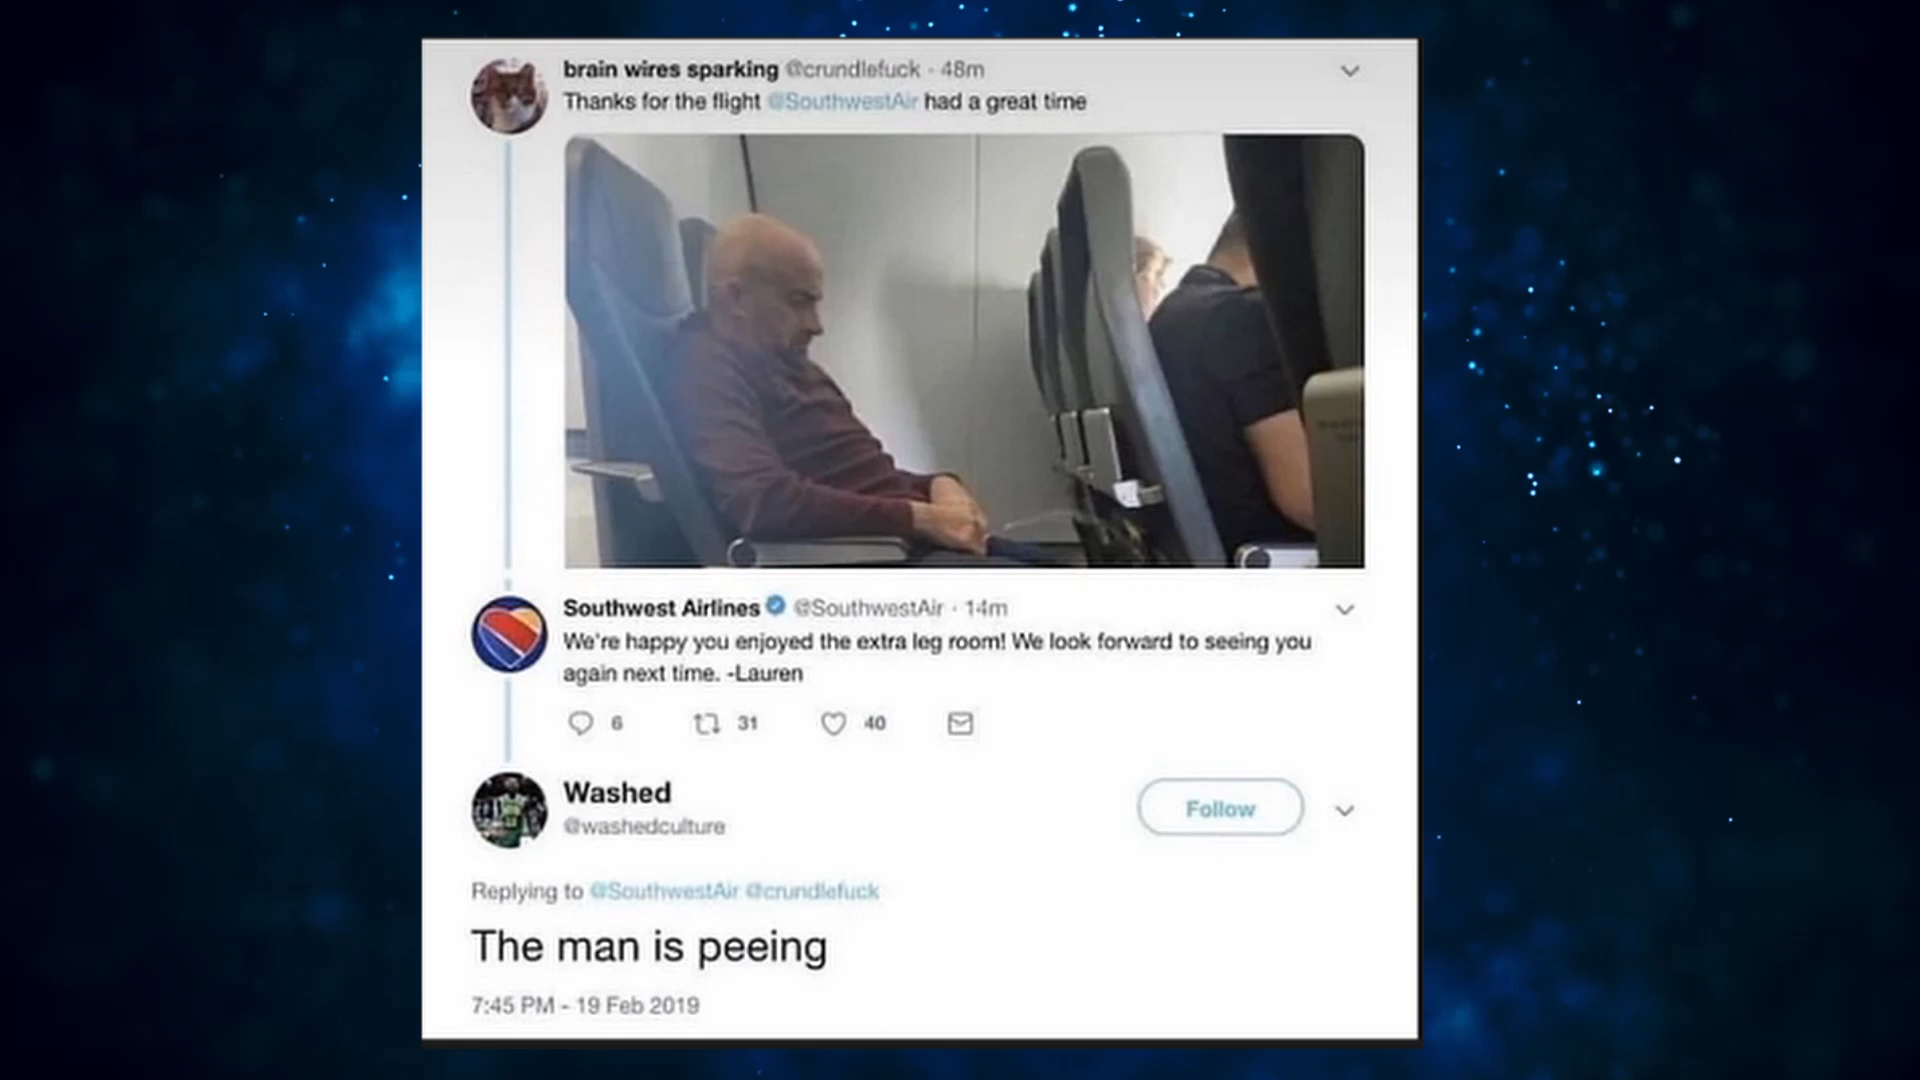 brain wires sparking @crundlefuck · 48m
Thanks for the flight @SouthwestAir had a great time
Southwest Airlines @SouthwestAir · 14m
We're happy you enjoyed the extra leg room! We look forward to seeing you
again next time. -Lauren
6 31 40
Washed
@washedculture
Follow
Replying to @SouthwestAir @crundlefuck
The man is peeing
7:45 PM - 19 Feb 2019